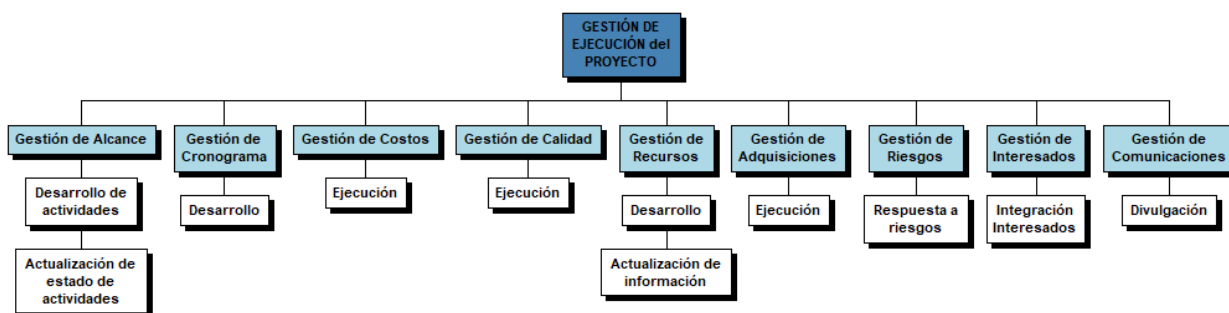 GESTIÓN DE
EJECUCIÓN del
PROYECTO
Gestión de Alcance
Gestión de
Cronograma
Gestión de Costos
Gestión de Calidad
Gestión de
Recursos
Gestión de
Adquisiciones
Gestión de
Riesgos
Gestión de
Interesados
Gestión de
Comunicaciones
Desarrollo de
actividades
Desarrollo
Ejecución
Ejecución
Desarrollo
Ejecución
Respuesta a
riesgos
Integración
Interesados
Divulgación
Actualización de
estado de
actividades
Actualización de
información